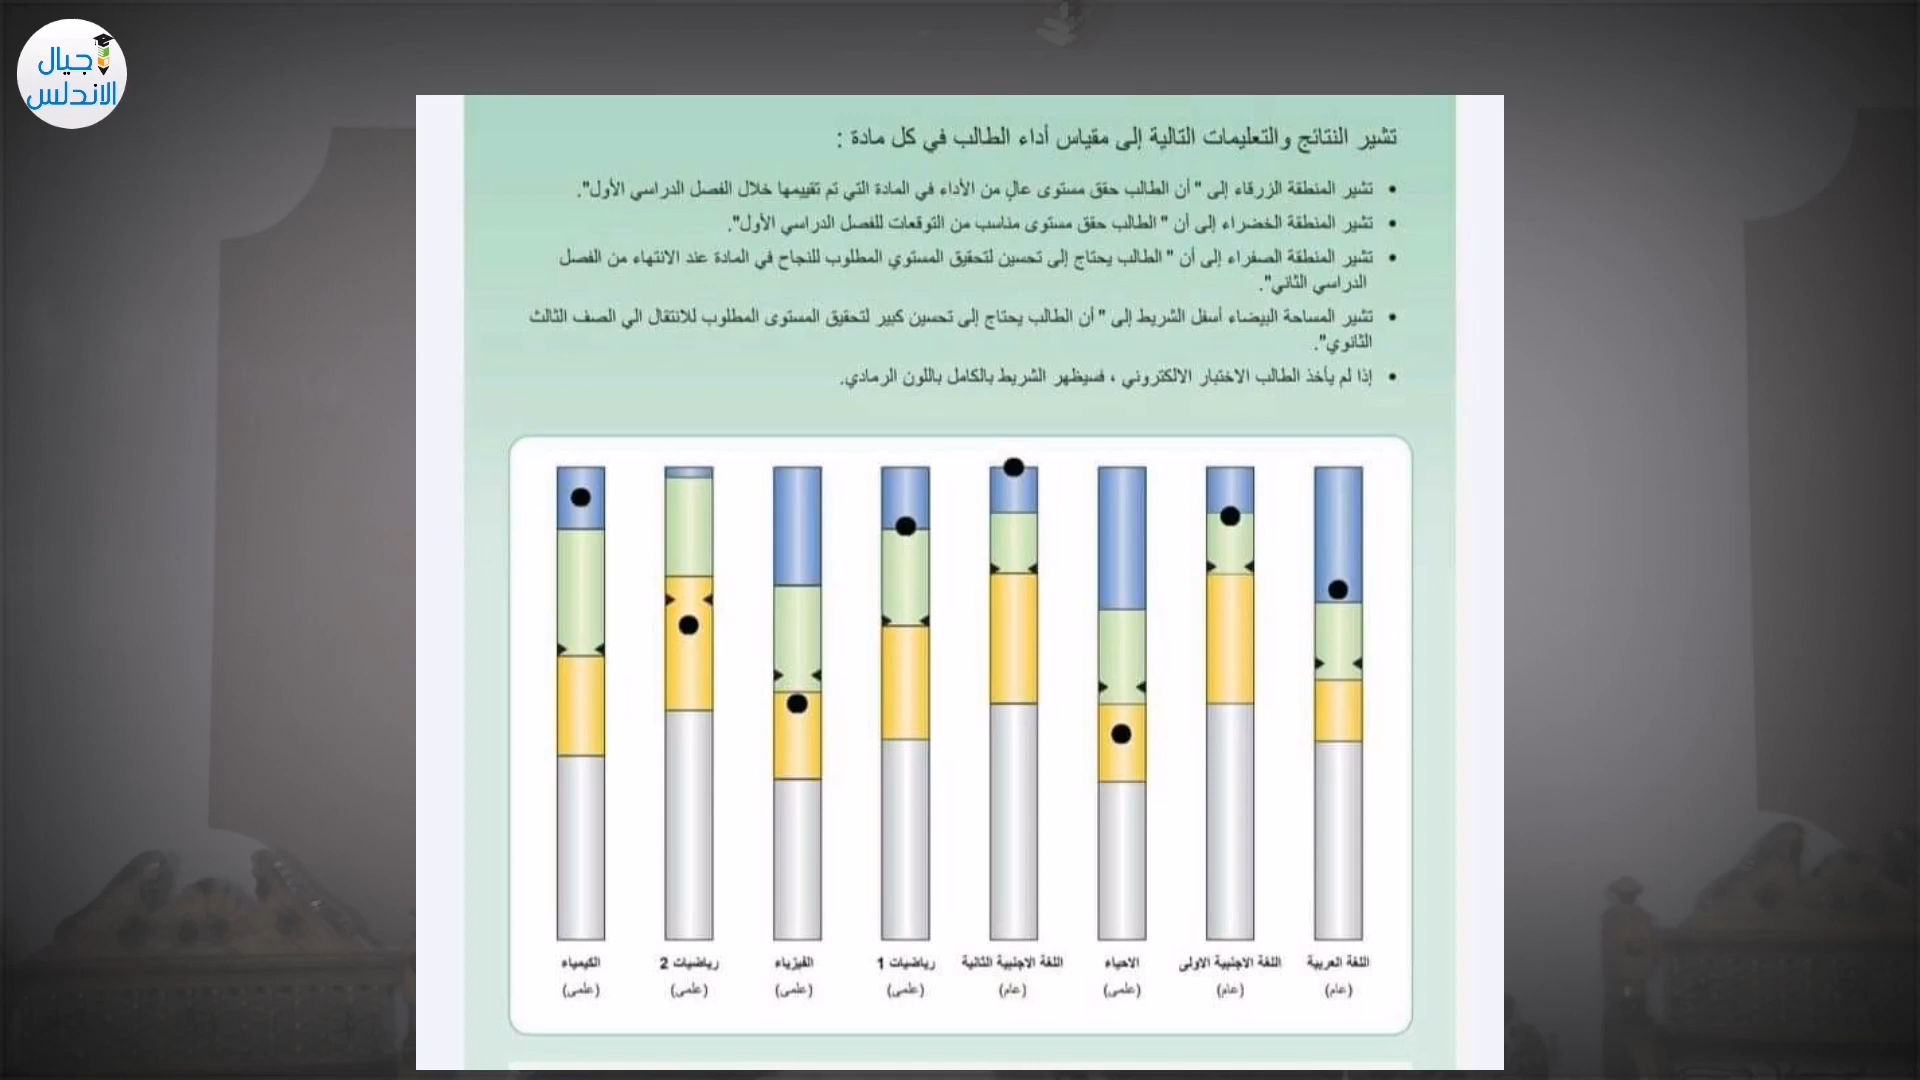 أجيال
الاندلس
تشير النتائج والتعليمات التالية إلى مقياس أداء الطالب في كل مادة :
• تشير المنطقة الزرقاء إلى " أن الطالب حقق مستوى عالٍ من الأداء في المادة التي تم تقييمها خلال الفصل الدراسي الأول".
• تشير المنطقة الخضراء إلى أن " الطالب حقق مستوى مناسب من التوقعات للفصل الدراسي الأول".
• تشير المنطقة الصفراء إلى أن " الطالب يحتاج إلى تحسين لتحقيق المستوي المطلوب للنجاح في المادة عند الانتهاء من الفصل
الدراسي الثاني".
• تشير المساحة البيضاء أسفل الشريط إلى " أن الطالب يحتاج إلى تحسين كبير لتحقيق المستوى المطلوب للانتقال الي الصف الثالث
الثانوي".
• إذا لم يأخذ الطالب الاختبار الالكتروني ، فسيظهر الشريط بالكامل باللون الرمادي.
اللغة العربية
(عام)
اللغة الاجنبية الاولى
(عام)
الاحياء
(علمى)
اللغة الاجنبية الثانية
(عام)
رياضيات 1
(علمى)
الفيزياء
(علمى)
رياضيات 2
(علمى)
الكيمياء
(علمى)